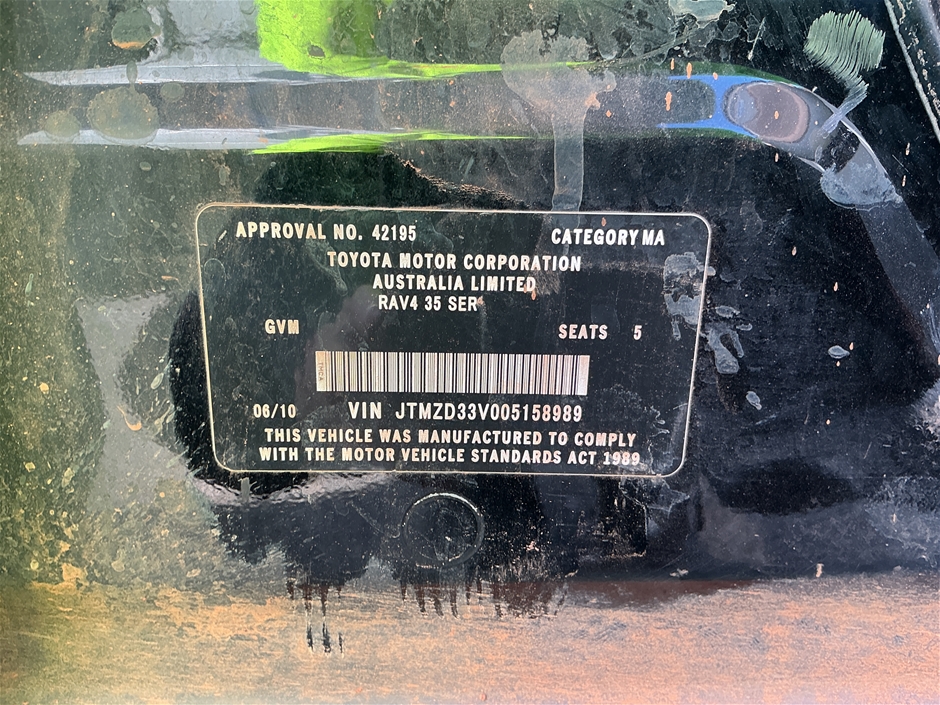 APPROVAL NO. 42195 CATEGORY MA
TOYOTA MOTOR CORPORATION
AUSTRALIA LIMITED
RAV4 35 SER
GVM SEATS 5
TMCA
06/10 VIN JTMZD33V005158989
THIS VEHICLE WAS MANUFACTURED TO COMPLY
WITH THE MOTOR VEHICLE STANDARDS ACT 1989